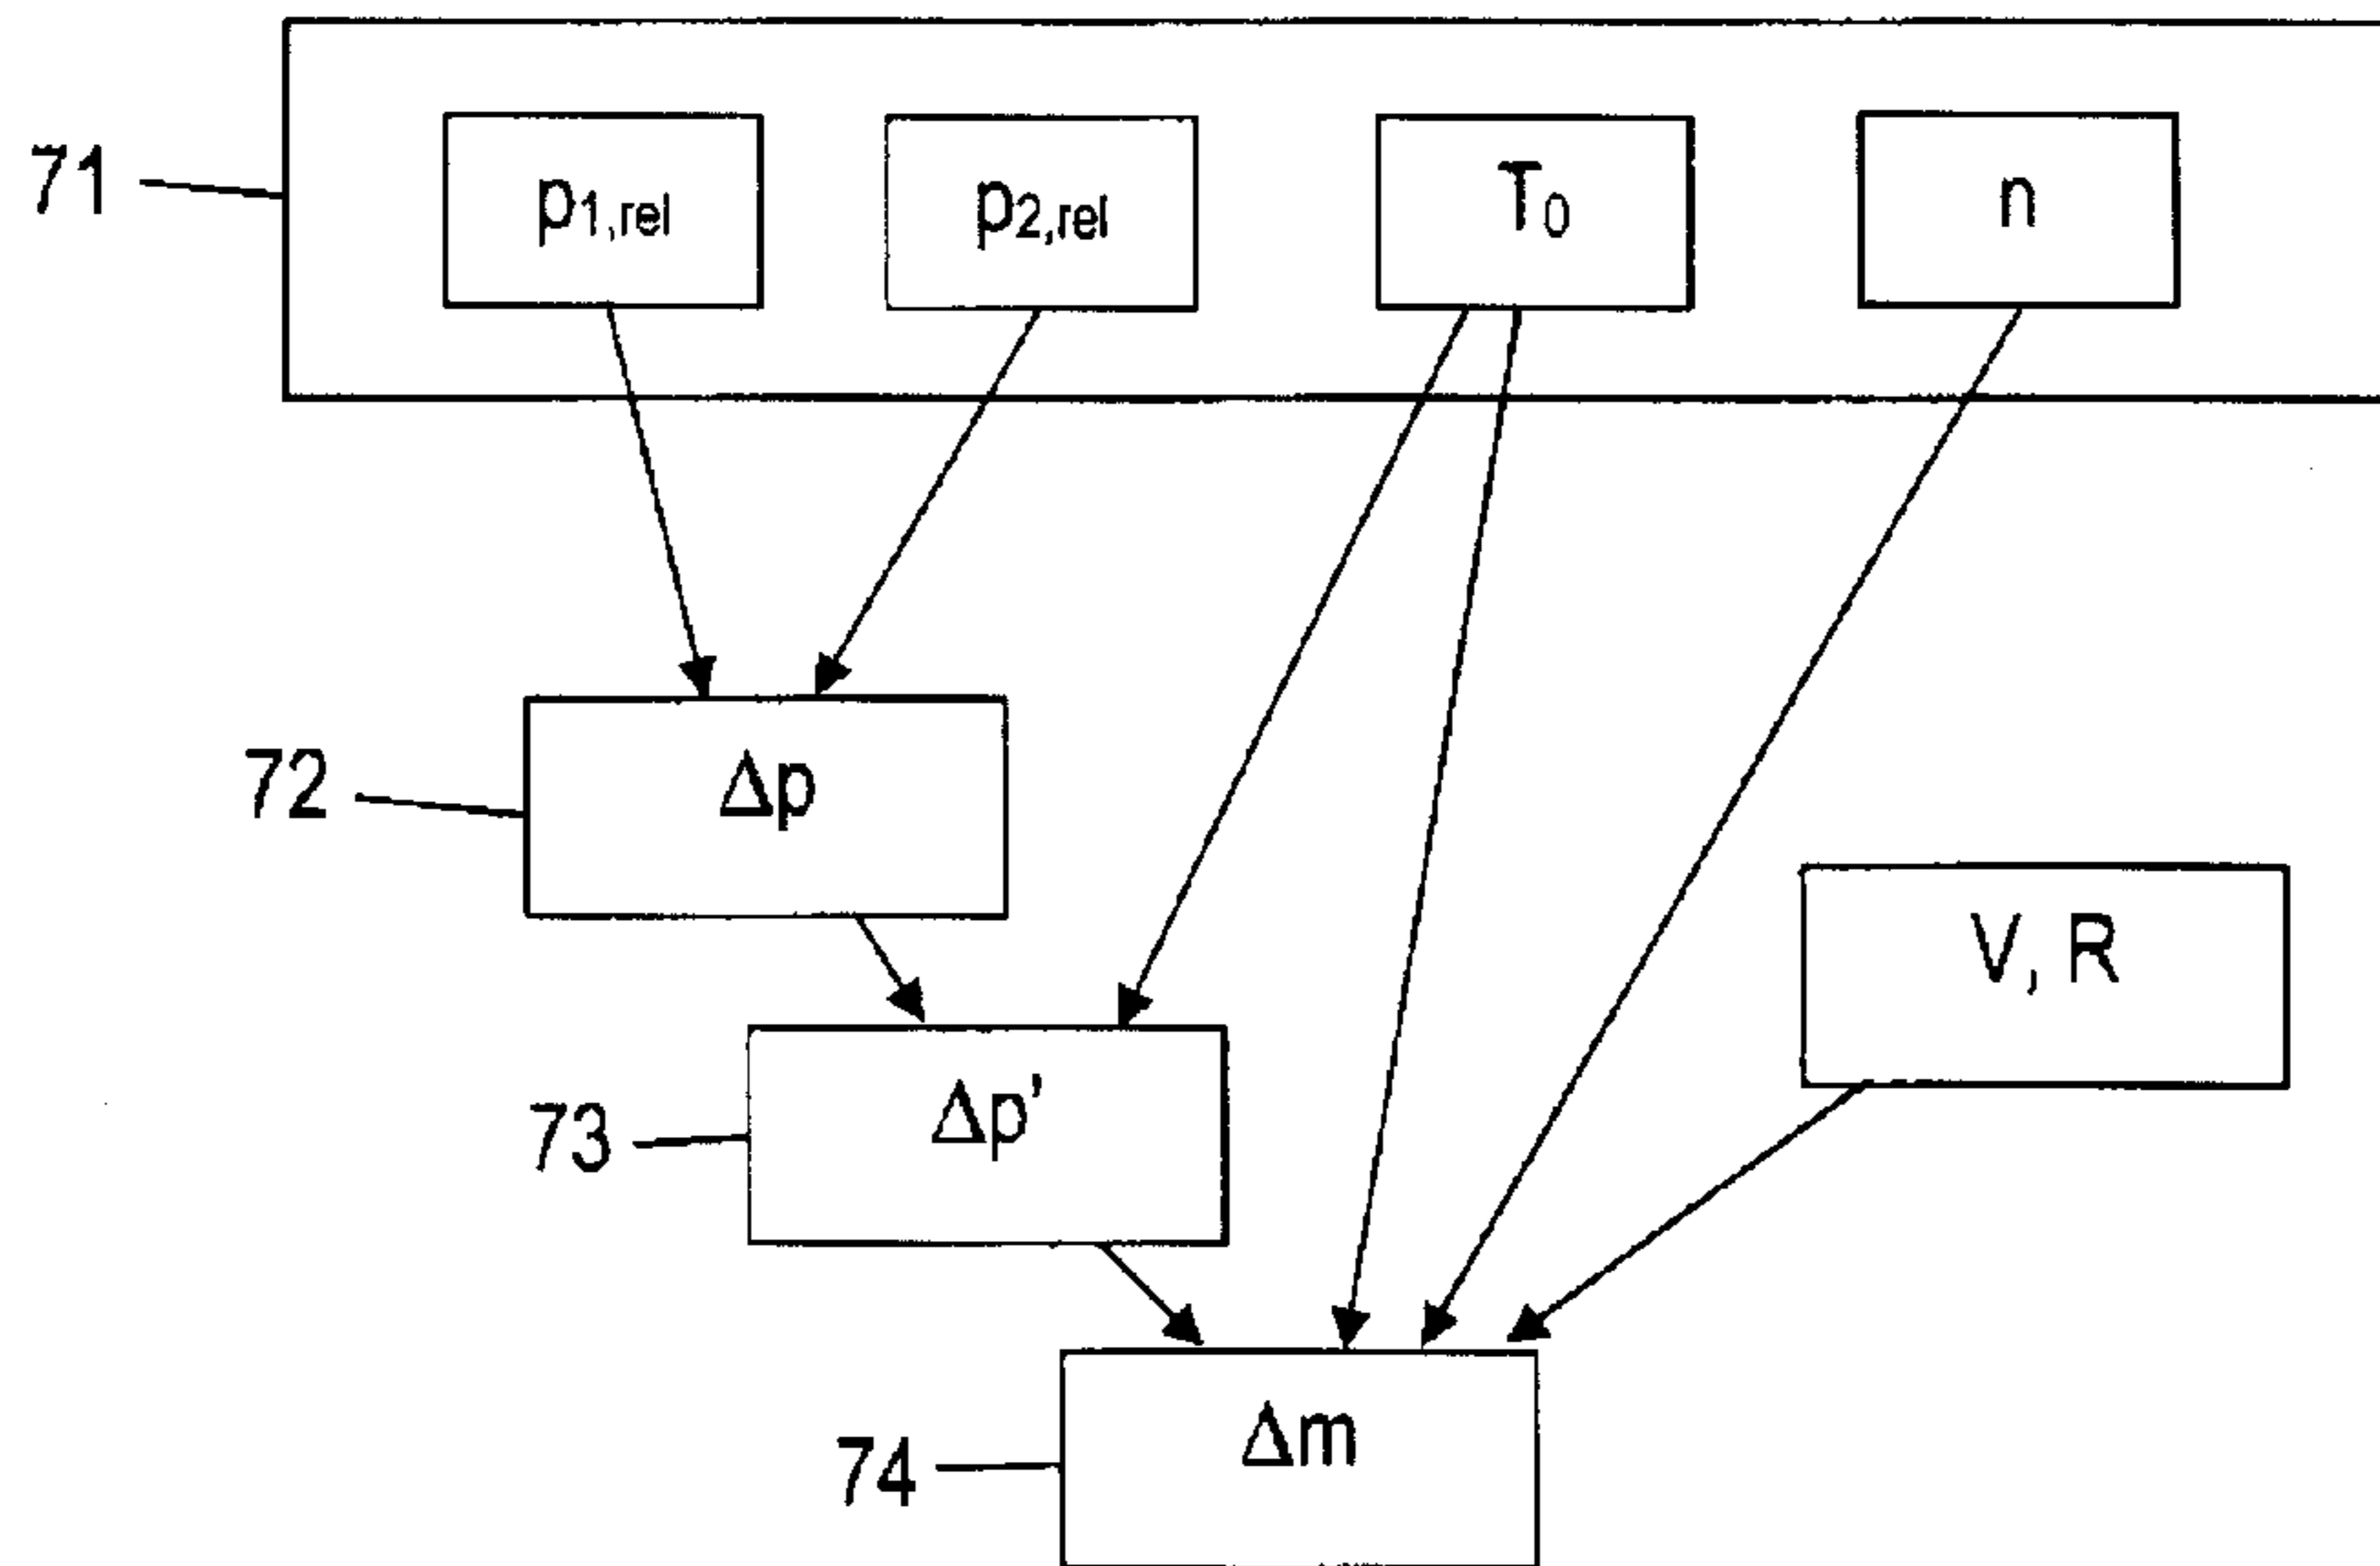 71
p1,rel
p2,rel
T0
n
72
Δp
V, R
73
Δp'
74
Δm